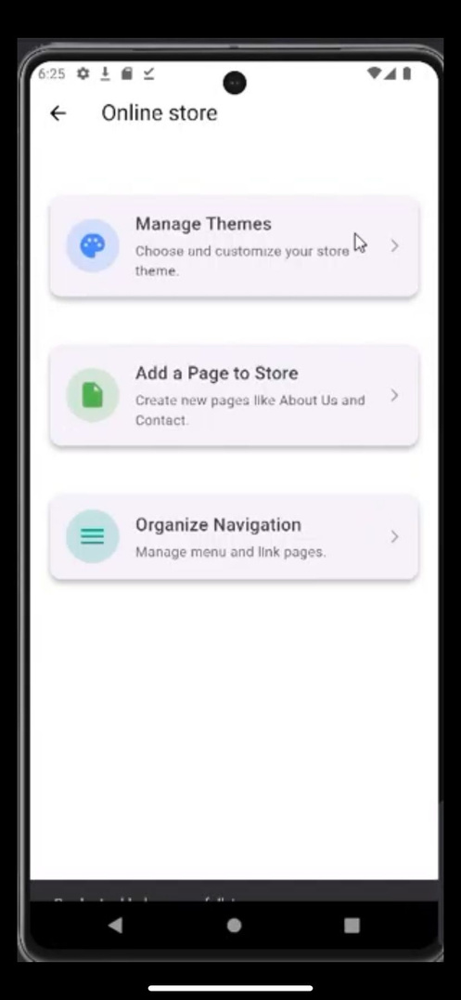 6:25
Online store
Manage Themes
Choose and customize your store
theme.
Add a Page to Store
Create new pages like About Us and
Contact.
Organize Navigation
Manage menu and link pages.